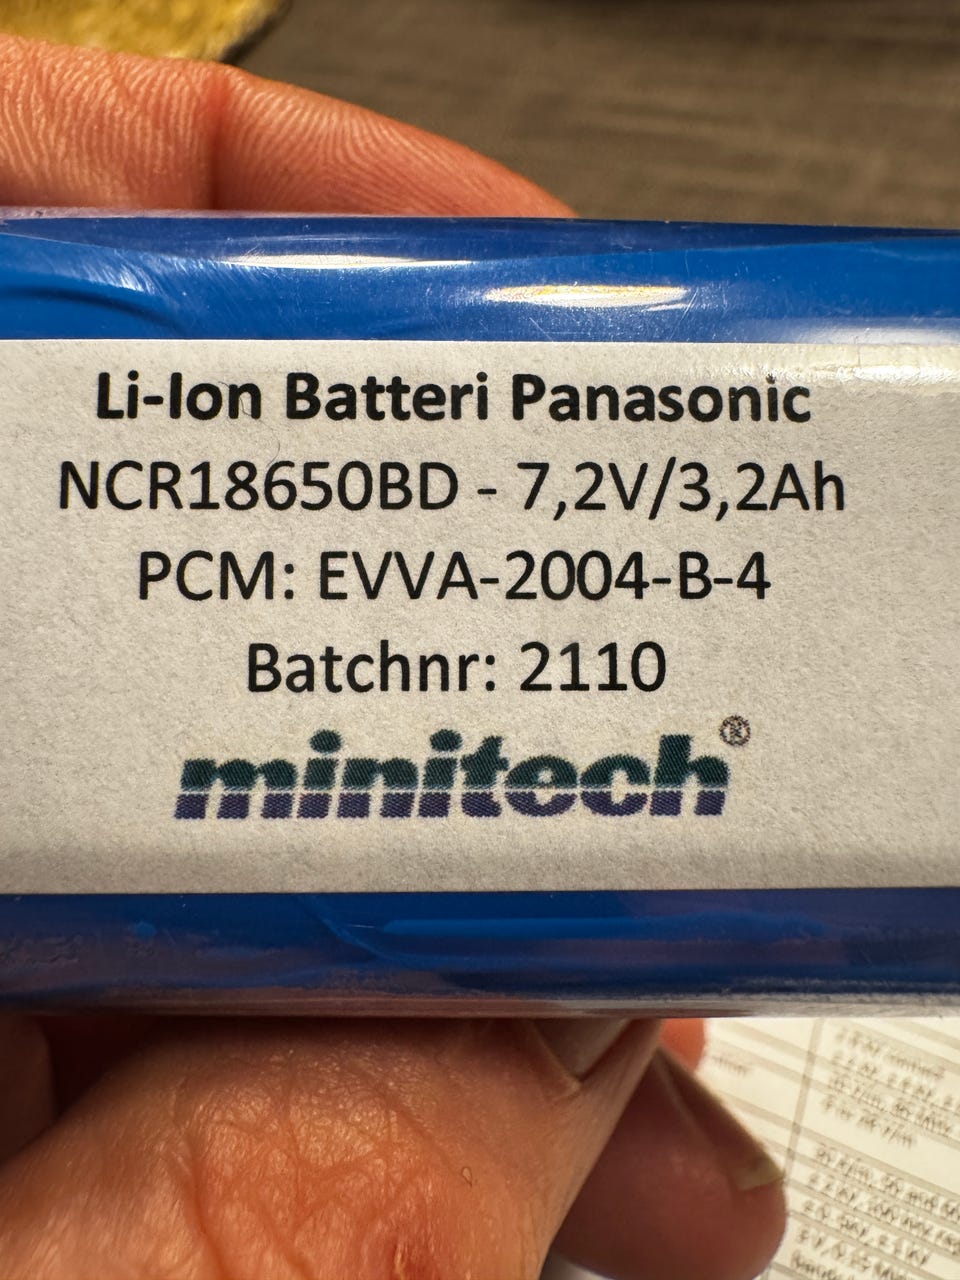 Li-Ion Batteri Panasonic
NCR18650BD - 7,2V/3,2Ah
PCM: EVVA-2004-B-4
Batchnr: 2110
minitech®